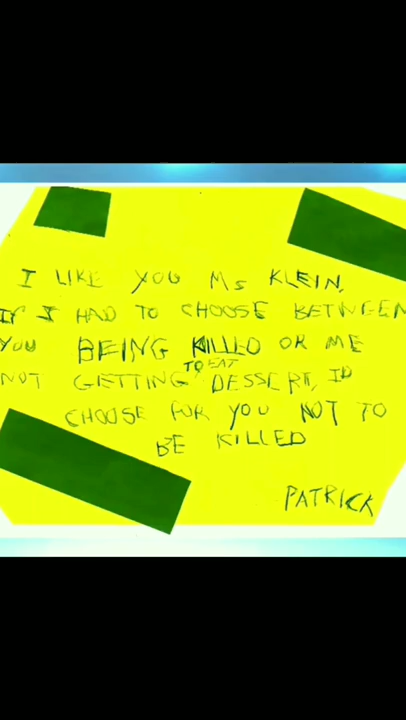 I LIKE YOU Ms KLEIN,
IF I HAD TO CHOOSE BETWEEN
YOU BEING KILLED OR ME
NOT GETTING TO EAT DESSERT, ID
CHOOSE FOR YOU NOT TO
BE KILLED
PATRICK